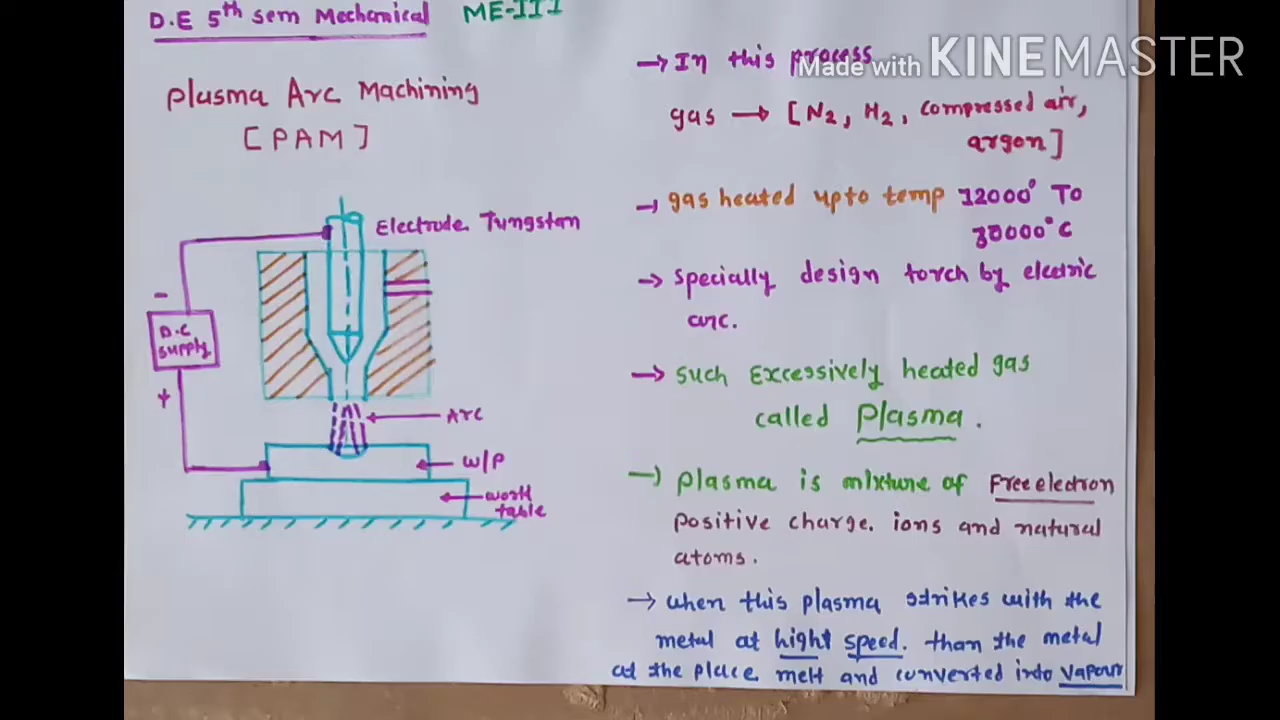 D.E 5th sem Mechanical ME-III
Plasma Arc Machining
[PAM]
Electrode Tungstan
-
D.C
supply
+
Arc
W/P
work
table
→ In this process
Made with KINEMASTER
gas → [N2, H2, compressed air,
argon]
→ gas heated upto temp 12000° To
30000°C
→ Specially design torch by electric
arc.
→ such Excessively heated gas
called Plasma.
→ Plasma is mixture of Free electron
positive charge. ions and natural
atoms.
→ when this plasma strikes with the
metal at hight speed. than the metal
at the place melt and converted into vapour